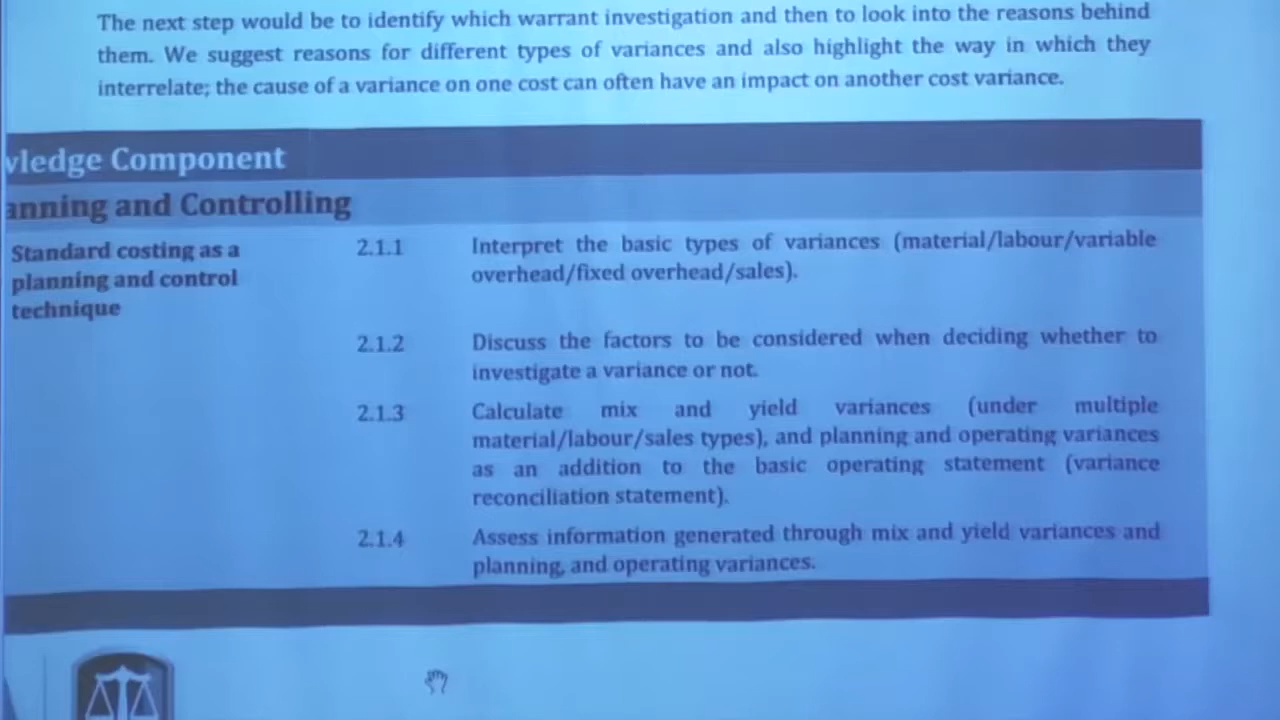 The next step would be to identify which warrant investigation and then to look into the reasons behind
them. We suggest reasons for different types of variances and also highlight the way in which they
interrelate; the cause of a variance on one cost can often have an impact on another cost variance.
wledge Component
anning and Controlling
Standard costing as a
planning and control
technique
2.1.1 Interpret the basic types of variances (material/labour/variable
overhead/fixed overhead/sales).
2.1.2 Discuss the factors to be considered when deciding whether to
investigate a variance or not.
2.1.3 Calculate mix and yield variances (under multiple
material/labour/sales types), and planning and operating variances
as an addition to the basic operating statement (variance
reconciliation statement).
2.1.4 Assess information generated through mix and yield variances and
planning, and operating variances.